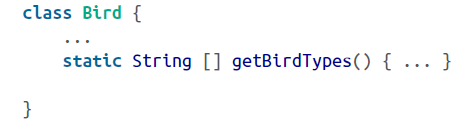 class Bird {
...
static String [] getBirdTypes() { ... }
}